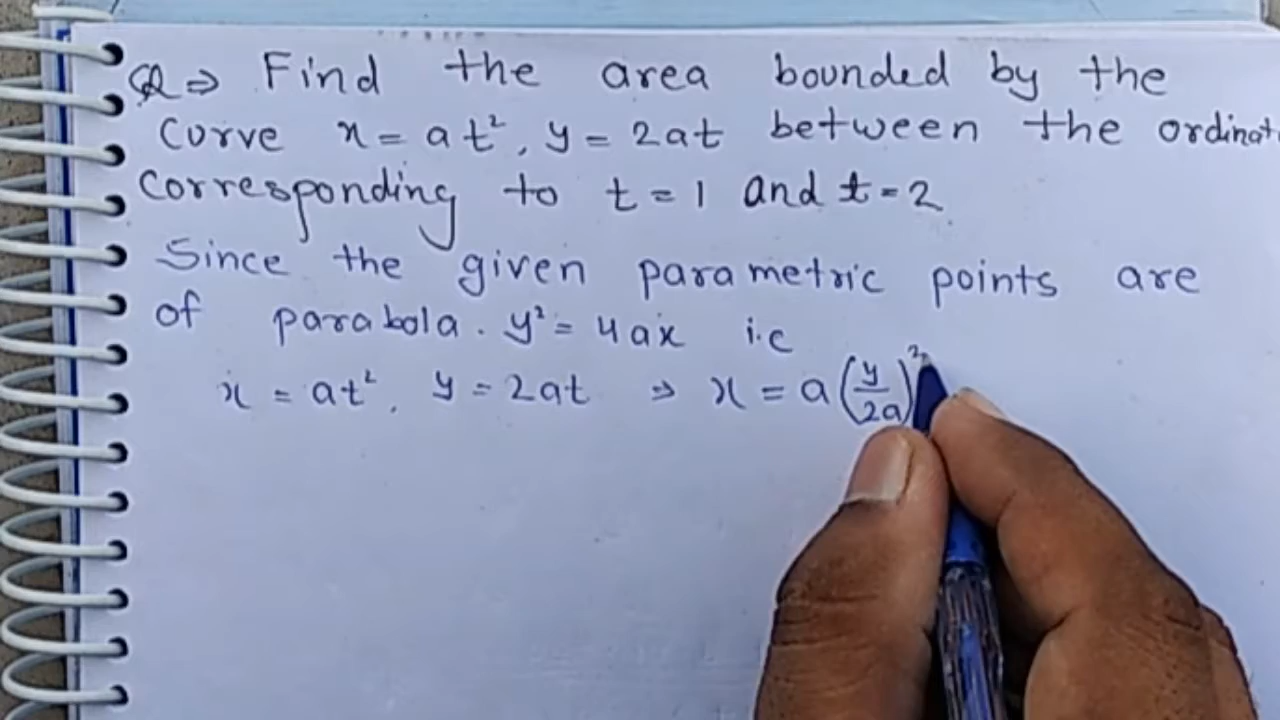 Q ⇒ Find the area bounded by the
curve x = at², y = 2at between the ordinat
corresponding to t = 1 and t = 2
Since the given parametric points are
of parabola. y² = 4ax i.e
x = at², y = 2at ⇒ x = a(y/2a)²